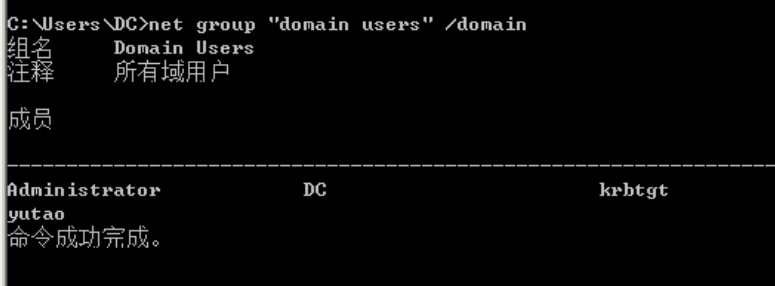 C:\Users\DC>net group "domain users" /domain
组名 Domain Users
注释 所有域用户
成员
-------------------------------------------------------------------------------
Administrator DC krbtgt
yutao
命令成功完成。